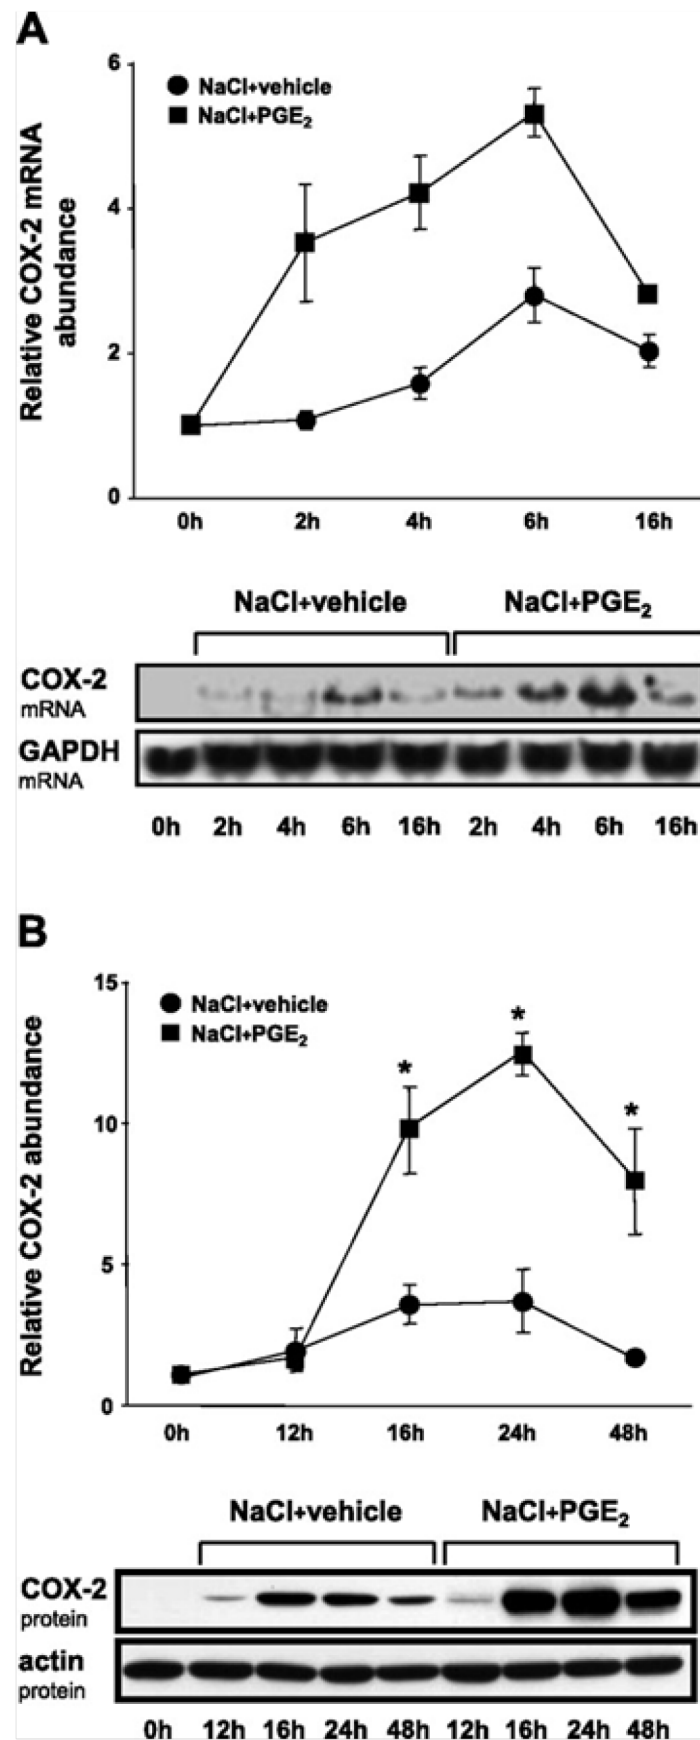 A
6
4
2
0
Relative COX-2 mRNA
abundance
NaCl+vehicle
NaCl+PGE₂
0h 2h 4h 6h 16h
NaCl+vehicle NaCl+PGE₂
COX-2
mRNA
GAPDH
mRNA
0h 2h 4h 6h 16h 2h 4h 6h 16h
B
15
10
5
0
Relative COX-2 abundance
NaCl+vehicle
NaCl+PGE₂
*
*
*
0h 12h 16h 24h 48h
NaCl+vehicle NaCl+PGE₂
COX-2
protein
actin
protein
0h 12h 16h 24h 48h 12h 16h 24h 48h